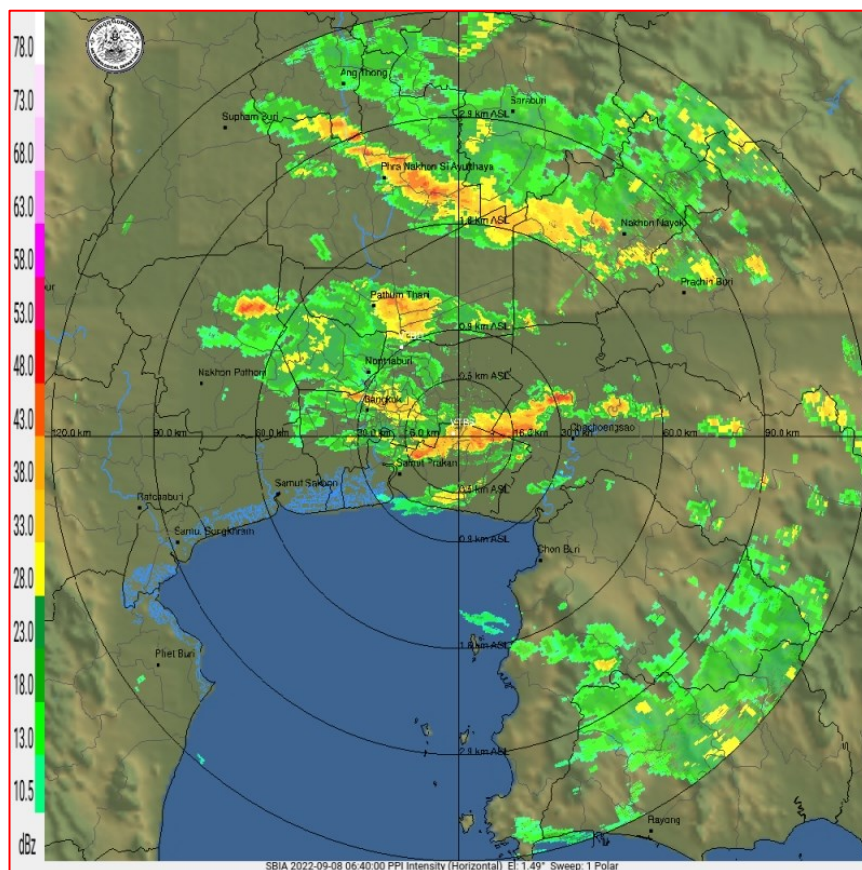 78.0
73.0
68.0
63.0
58.0
53.0
48.0
43.0
38.0
33.0
28.0
23.0
18.0
13.0
10.5
dBz
Ang Thong
Saraburi
2.9 km ASL
Suphan Buri
Phra Nakhon Si Ayutthaya
1.8 km ASL
Nakhon Nayok
Prachin Buri
Pathum Thani
0.9 km ASL
Nonthaburi
0.4 km ASL
Nakhon Pathom
Bangkok
120.0 km
90.0 km
60.0 km
30.0 km
16.0 km
16.0 km
30.0 km
60.0 km
90.0 km
Chachoengsao
Samut Prakan
0.4 km ASL
Samut Sakhon
Ratchaburi
Samut Songkhram
0.9 km ASL
Chon Buri
1.8 km ASL
Phet Buri
2.9 km ASL
Rayong
SBIA 2022-09-08 06:40:00 PPI Intensity (Horizontal) El: 1.49° Sweep: 1 Polar